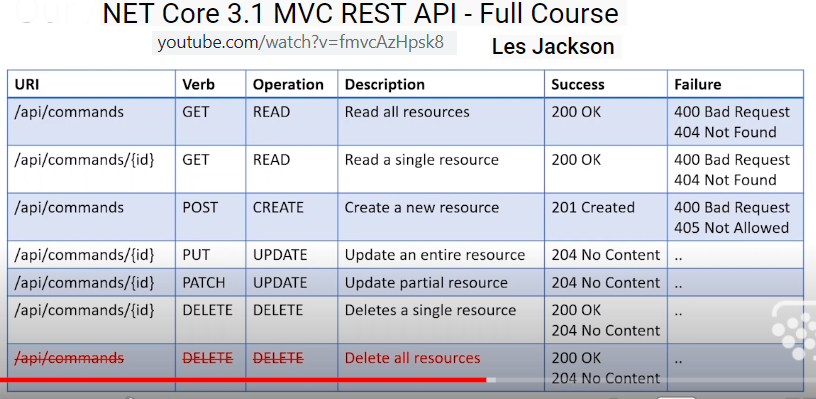 NET Core 3.1 MVC REST API - Full Course
youtube.com/watch?v=fmvcAzHpsk8 Les Jackson
URI Verb Operation Description Success Failure
/api/commands GET READ Read all resources 200 OK 400 Bad Request
404 Not Found
/api/commands/{id} GET READ Read a single resource 200 OK 400 Bad Request
404 Not Found
/api/commands POST CREATE Create a new resource 201 Created 400 Bad Request
405 Not Allowed
/api/commands/{id} PUT UPDATE Update an entire resource 204 No Content ..
/api/commands/{id} PATCH UPDATE Update partial resource 204 No Content ..
/api/commands/{id} DELETE DELETE Deletes a single resource 200 OK ..
204 No Content
/api/commands DELETE DELETE Delete all resources 200 OK ..
204 No Content